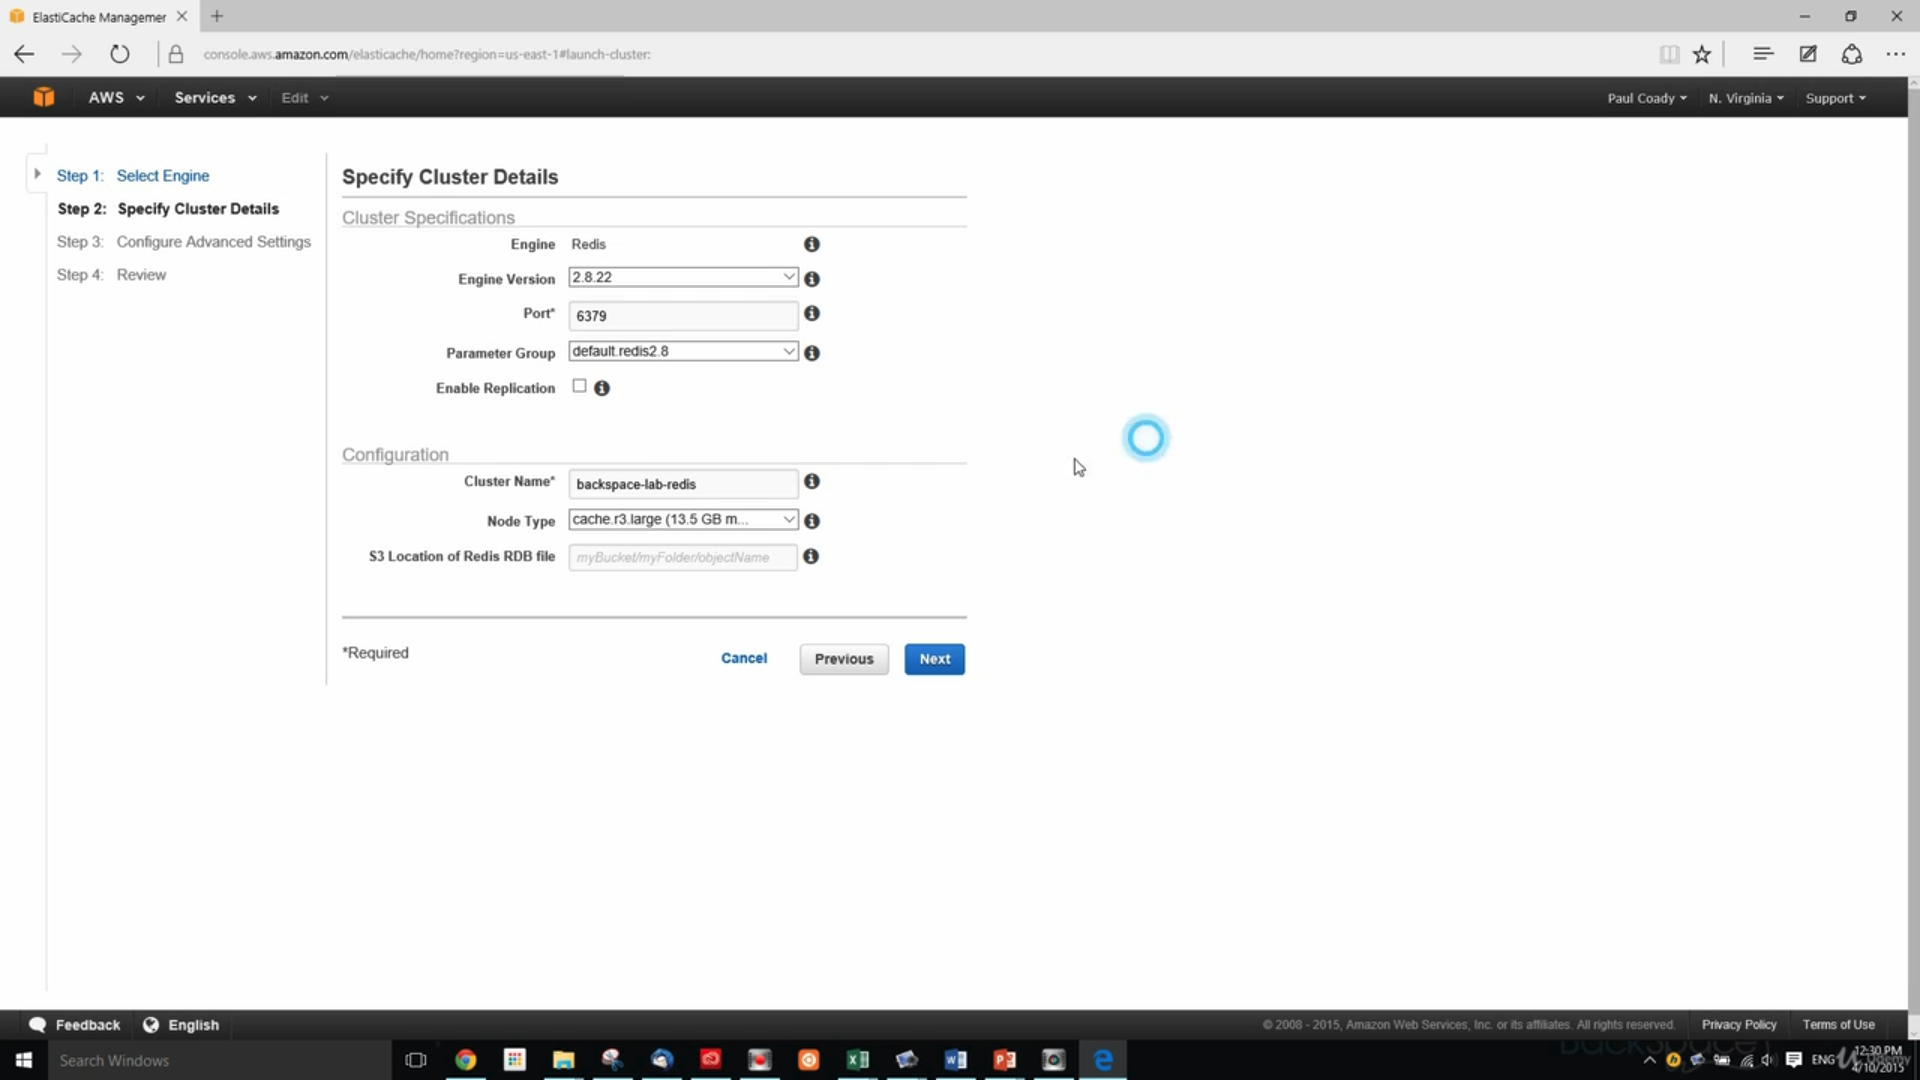 ElastiCache Managemer
console.aws.amazon.com/elasticache/home?region=us-east-1#launch-cluster:
AWS Services Edit Paul Coady N. Virginia Support
Step 1: Select Engine
Step 2: Specify Cluster Details
Step 3: Configure Advanced Settings
Step 4: Review
Specify Cluster Details
Cluster Specifications
Engine Redis
Engine Version 2.8.22
Port* 6379
Parameter Group default.redis2.8
Enable Replication
Configuration
Cluster Name* backspace-lab-redis
Node Type cache.r3.large (13.5 GB m...
S3 Location of Redis RDB file myBucket/myFolder/objectName
*Required Cancel Previous Next
Feedback English © 2008 - 2015, Amazon Web Services, Inc. or its affiliates. All rights reserved. Privacy Policy Terms of Use
Search Windows ENG 12:30 PM
4/10/2015